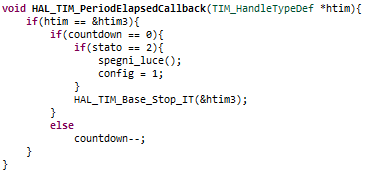 void HAL_TIM_PeriodElapsedCallback(TIM_HandleTypeDef *htim){
    if(htim == &htim3){
        if(countdown == 0){
            if(stato == 2){
                spegni_luce();
                config = 1;
            }
            HAL_TIM_Base_Stop_IT(&htim3);
        }
        else
            countdown--;
    }
}